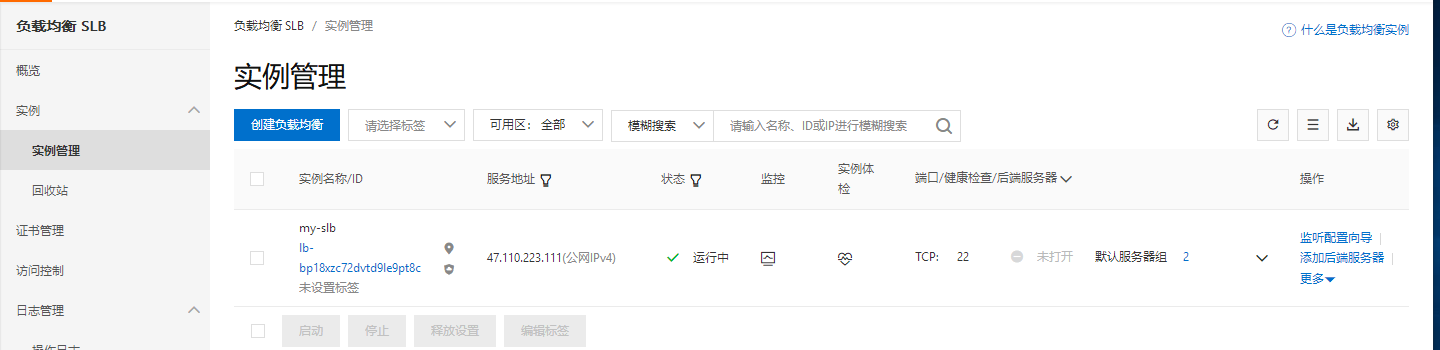 负载均衡 SLB
概览
实例
实例管理
回收站
证书管理
访问控制
日志管理
操作日志
负载均衡 SLB / 实例管理
? 什么是负载均衡实例
实例管理
创建负载均衡 请选择标签 可用区：全部 模糊搜索 请输入名称、ID或IP进行模糊搜索
实例名称/ID 服务地址 状态 监控 实例体检 端口/健康检查/后端服务器 操作
my-slb
lb-
bp18xzc72dvtd9le9pt8c
未设置标签
47.110.223.111(公网IPv4)
运行中
TCP: 22 未打开 默认服务器组 2
监听配置向导
添加后端服务器
更多
启动 停止 释放设置 编辑标签